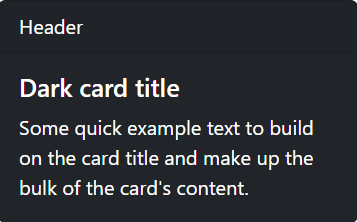 Header
Dark card title
Some quick example text to build
on the card title and make up the
bulk of the card's content.